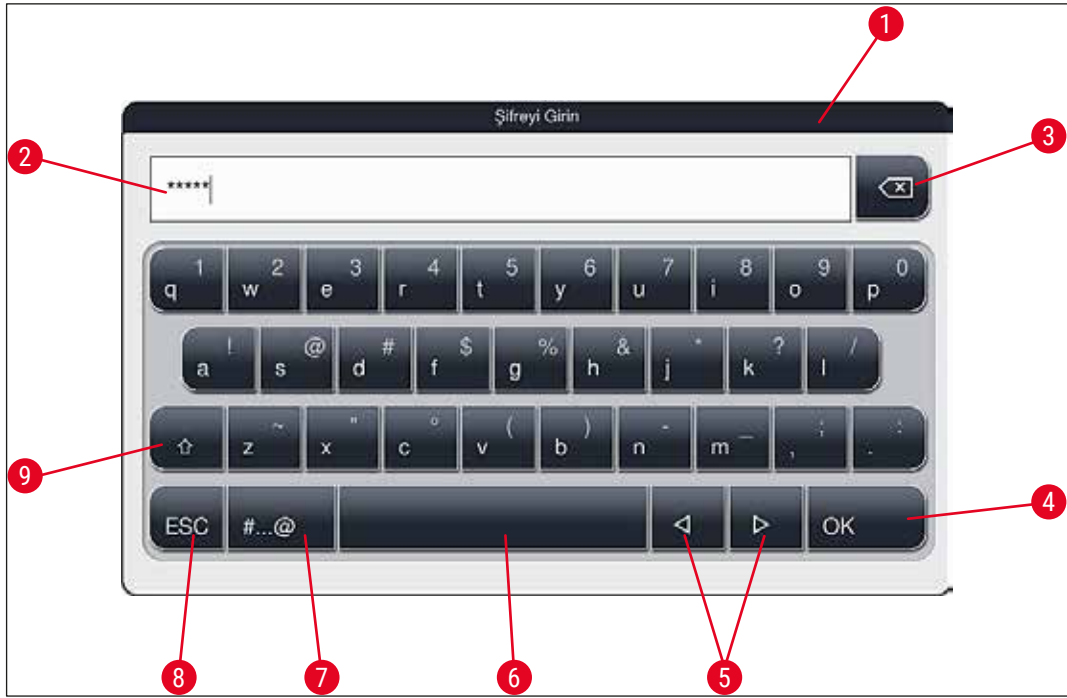 1
Şifreyi Girin
2
3
*****
1 2 3 4 5 6 7 8 9 0
q w e r t y u i o p
! @ # $ % & * ? /
a s d f g h j k l
~ " ° ( ) - _ ; :
z x c v b n m , .
9
ESC #...@ OK
4
8 7 6 5